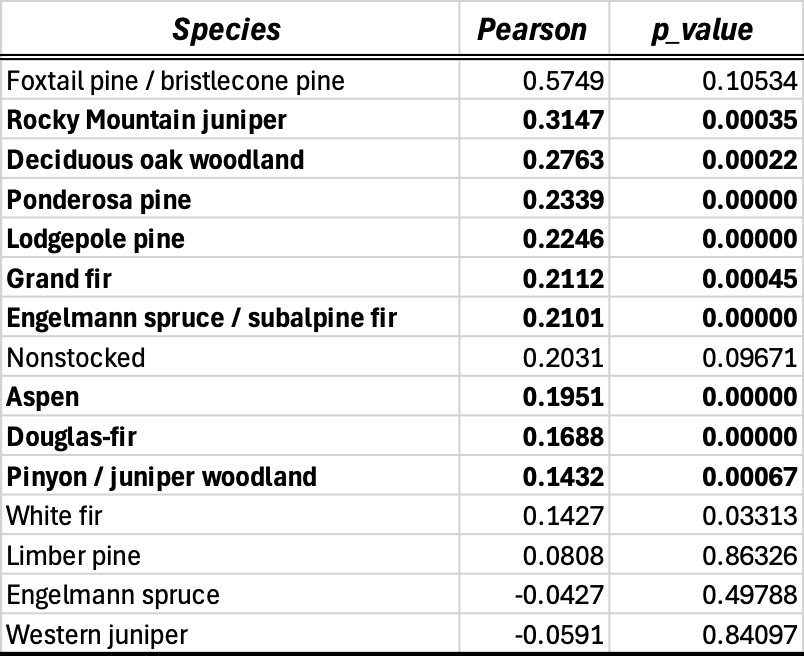 Species Pearson p_value
Foxtail pine / bristlecone pine 0.5749 0.10534
Rocky Mountain juniper 0.3147 0.00035
Deciduous oak woodland 0.2763 0.00022
Ponderosa pine 0.2339 0.00000
Lodgepole pine 0.2246 0.00000
Grand fir 0.2112 0.00045
Engelmann spruce / subalpine fir 0.2101 0.00000
Nonstocked 0.2031 0.09671
Aspen 0.1951 0.00000
Douglas-fir 0.1688 0.00000
Pinyon / juniper woodland 0.1432 0.00067
White fir 0.1427 0.03313
Limber pine 0.0808 0.86326
Engelmann spruce -0.0427 0.49788
Western juniper -0.0591 0.84097